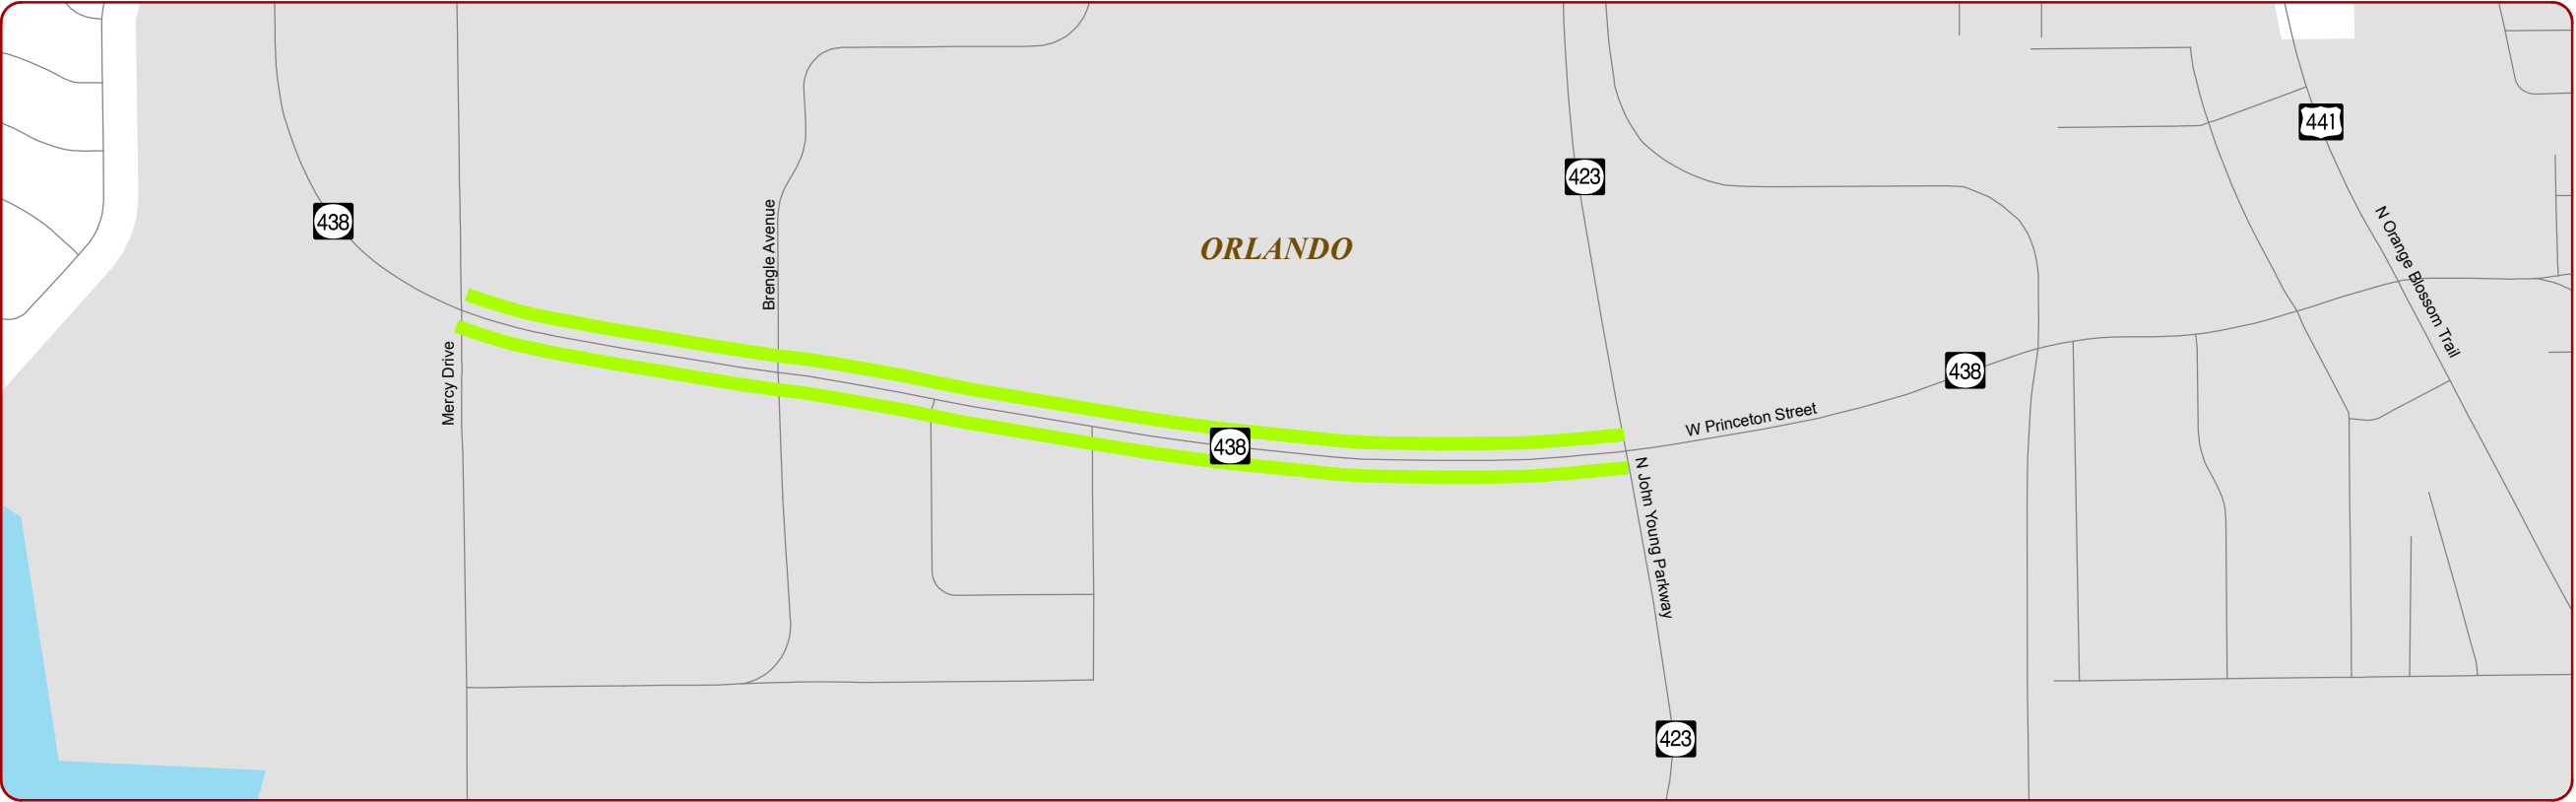 441
423
438
Brengle Avenue
ORLANDO
N Orange Blossom Trail
Mercy Drive
438
W Princeton Street
438
N John Young Parkway
423